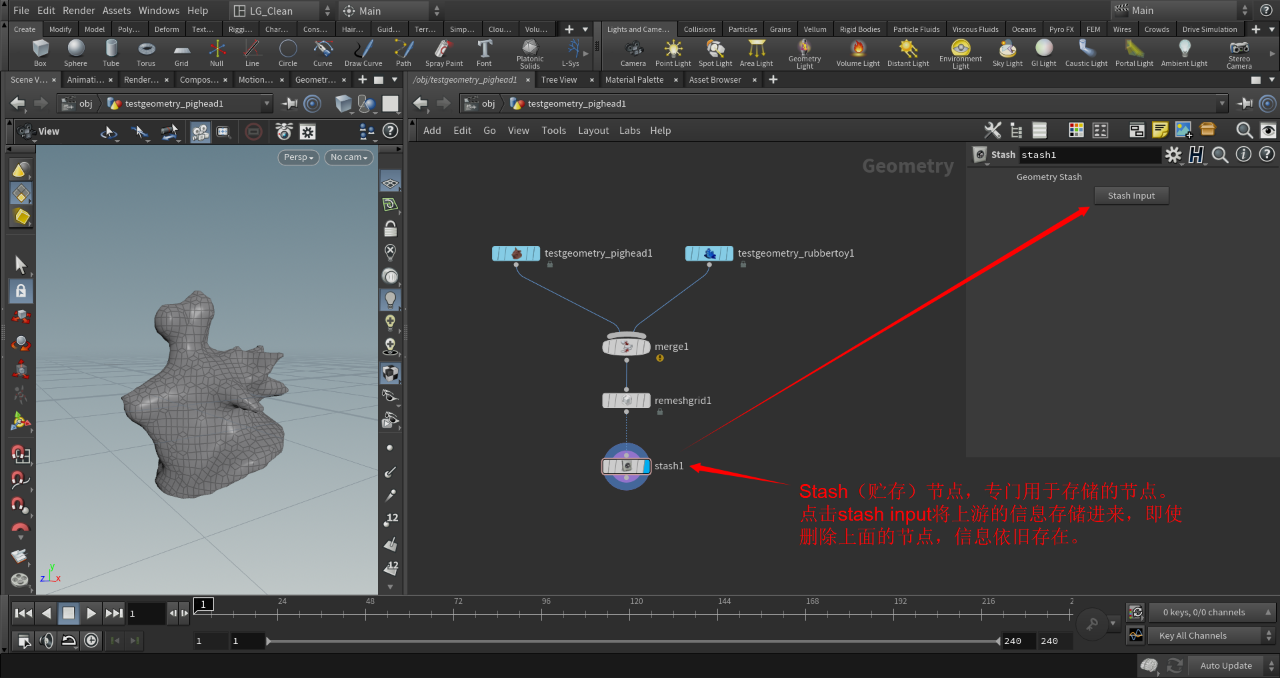 File Edit Render Assets Windows Help LG_Clean Main Main
Create Modify Model Poly... Deform Text... Riggi... Char... Cons... Hair... Guid... Terr... Simp... Clou... Volu...
Lights and Came... Collisions Particles Grains Vellum Rigid Bodies Particle Fluids Viscous Fluids Oceans Pyro FX FEM Wires Crowds Drive Simulation
Box Sphere Tube Torus Grid Null Line Circle Curve Draw Curve Path Spray Paint Font Platonic Solids L-Sys
Camera Point Light Spot Light Area Light Geometry Light Volume Light Distant Light Environment Light Sky Light GI Light Caustic Light Portal Light Ambient Light Stereo Camera
Scene V... Animati... Render... Compos... Motion... Geometr...
/obj/testgeometry_pighead1 Tree View Material Palette Asset Browser
obj testgeometry_pighead1
obj testgeometry_pighead1
View
Add Edit Go View Tools Layout Labs Help
Persp No cam
Geometry
Stash stash1
Geometry Stash
Stash Input
testgeometry_pighead1
testgeometry_rubbertoy1
merge1
remeshgrid1
stash1
Stash（贮存）节点，专门用于存储的节点。
点击stash input将上游的信息存储进来，即使
删除上面的节点，信息依旧存在。
12
12
y
z x
1 1 24 48 72 96 120 144 168 192 216 2
0 keys, 0/0 channels
1 1 240 240
Key All Channels
Auto Update